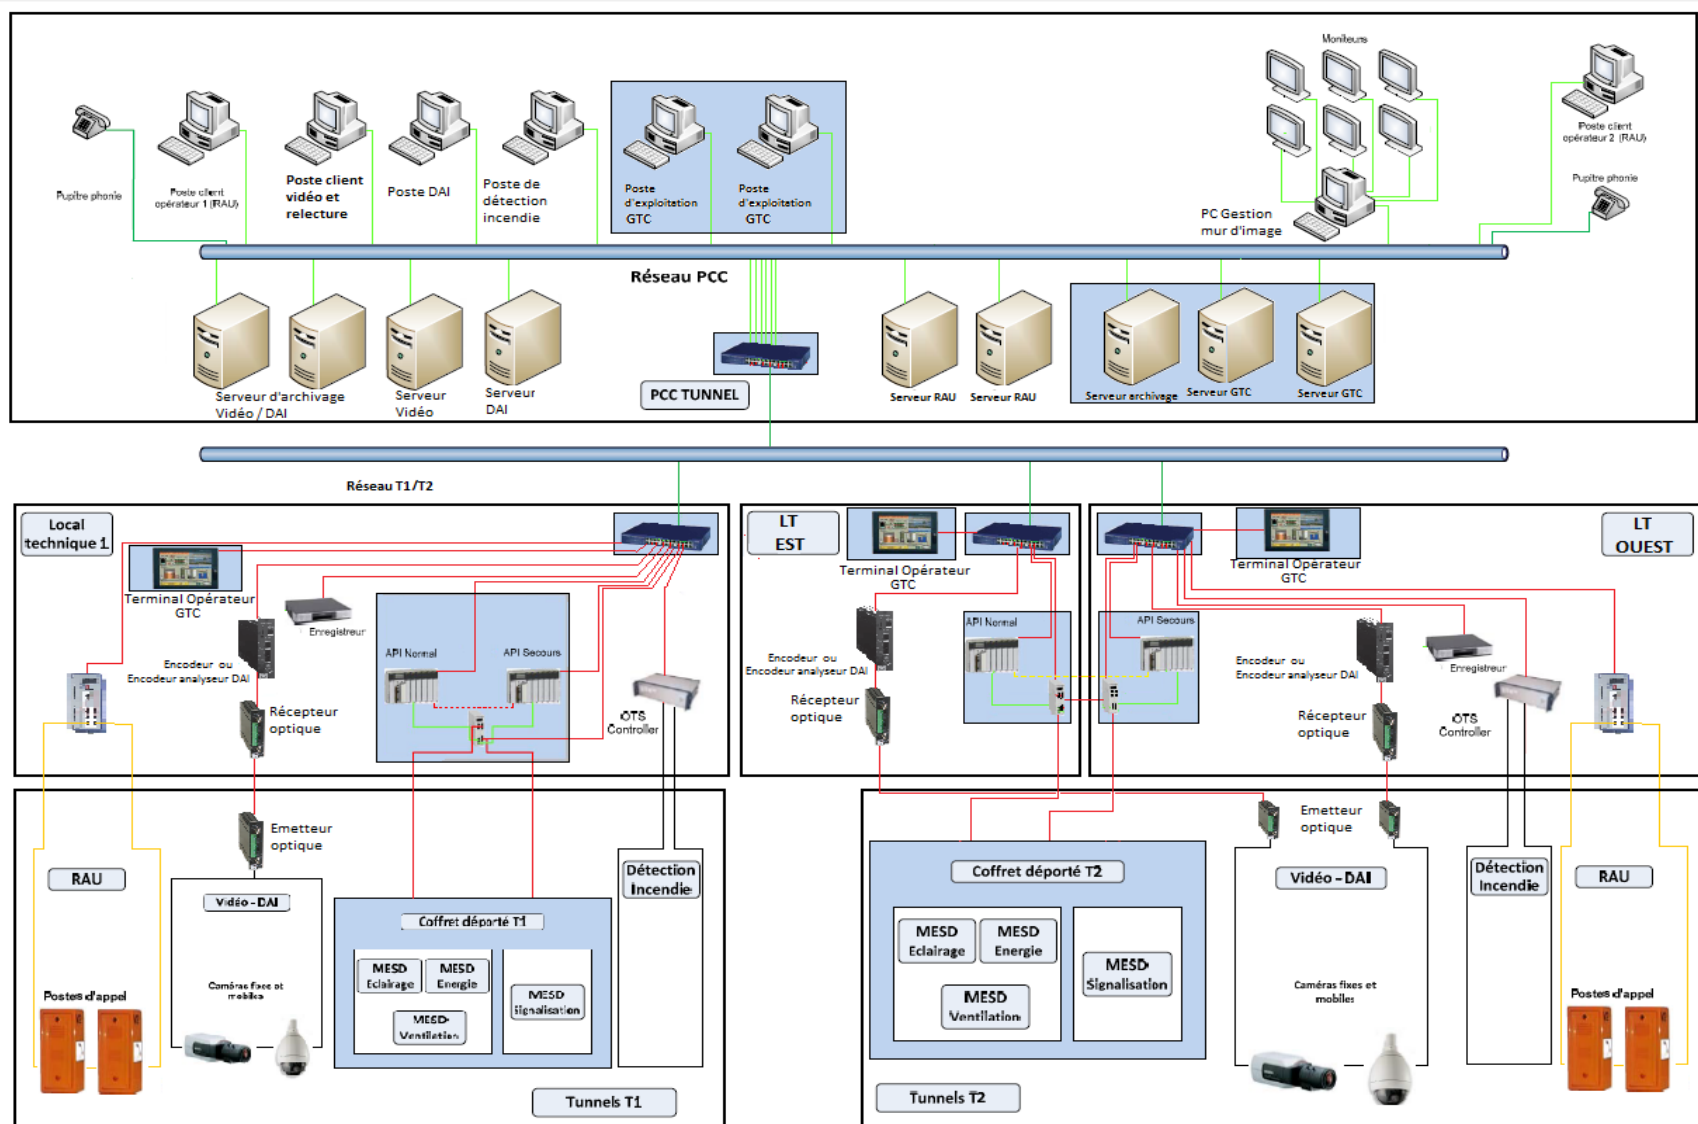 Moniteurs
Pupitre phonie
Poste client
opérateur 1 (RAU)
Poste client
vidéo et
relecture
Poste DAI
Poste de
détection
incendie
Poste
d'exploitation
GTC
Poste
d'exploitation
GTC
PC Gestion
mur d'image
Poste client
opérateur 2 (RAU)
Pupitre phonie
Réseau PCC
Serveur d'archivage
Vidéo / DAI
Serveur
Vidéo
Serveur
DAI
PCC TUNNEL
Serveur RAU
Serveur RAU
Serveur archivage
Serveur GTC
Serveur GTC
Réseau T1/T2
Local
technique 1
Terminal Opérateur
GTC
Enregistreur
Encodeur ou
Encodeur analyseur DAI
Récepteur
optique
API Normal
API Secours
OTS
Controller
LT
EST
Terminal Opérateur
GTC
Encodeur ou
Encodeur analyseur DAI
Récepteur
optique
API Normal
API Secours
LT
OUEST
Terminal Opérateur
GTC
Encodeur ou
Encodeur analyseur DAI
Enregistreur
Récepteur
optique
OTS
Controller
Emetteur
optique
RAU
Vidéo - DAI
Détection
Incendie
Coffret déporté T1
MESD
Eclairage
MESD
Energie
MESD
Ventilation
MESD
Signalisation
Caméras fixes et
mobiles
Postes d'appel
Tunnels T1
Emetteur
optique
Coffret déporté T2
MESD
Eclairage
MESD
Energie
MESD
Ventilation
MESD
Signalisation
Vidéo - DAI
Détection
Incendie
RAU
Caméras fixes et
mobiles
Postes d'appel
Tunnels T2